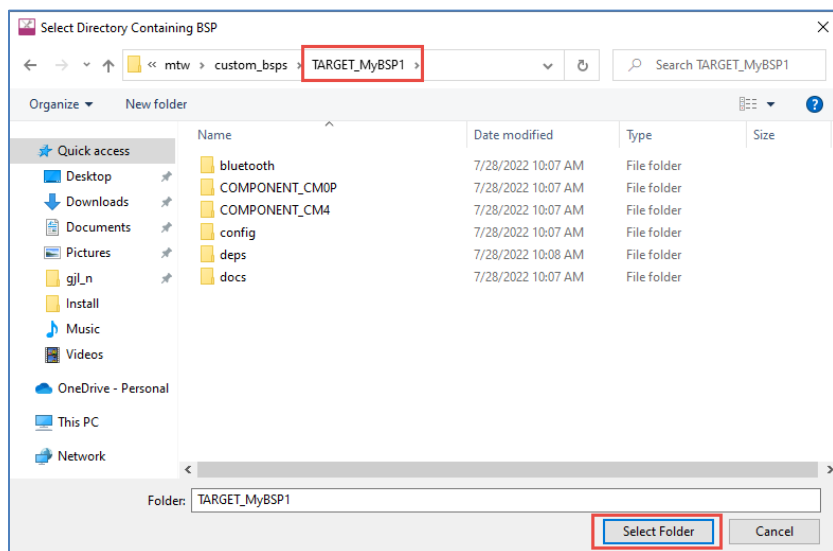 Select Directory Containing BSP
« mtw › custom_bsps › TARGET_MyBSP1 ›
Search TARGET_MyBSP1
Organize
New folder
Name Date modified Type Size
Quick access
Desktop
Downloads
Documents
Pictures
gjl_n
Install
Music
Videos
OneDrive - Personal
This PC
Network
bluetooth 7/28/2022 10:07 AM File folder
COMPONENT_CM0P 7/28/2022 10:07 AM File folder
COMPONENT_CM4 7/28/2022 10:07 AM File folder
config 7/28/2022 10:07 AM File folder
deps 7/28/2022 10:08 AM File folder
docs 7/28/2022 10:07 AM File folder
Folder: TARGET_MyBSP1
Select Folder
Cancel